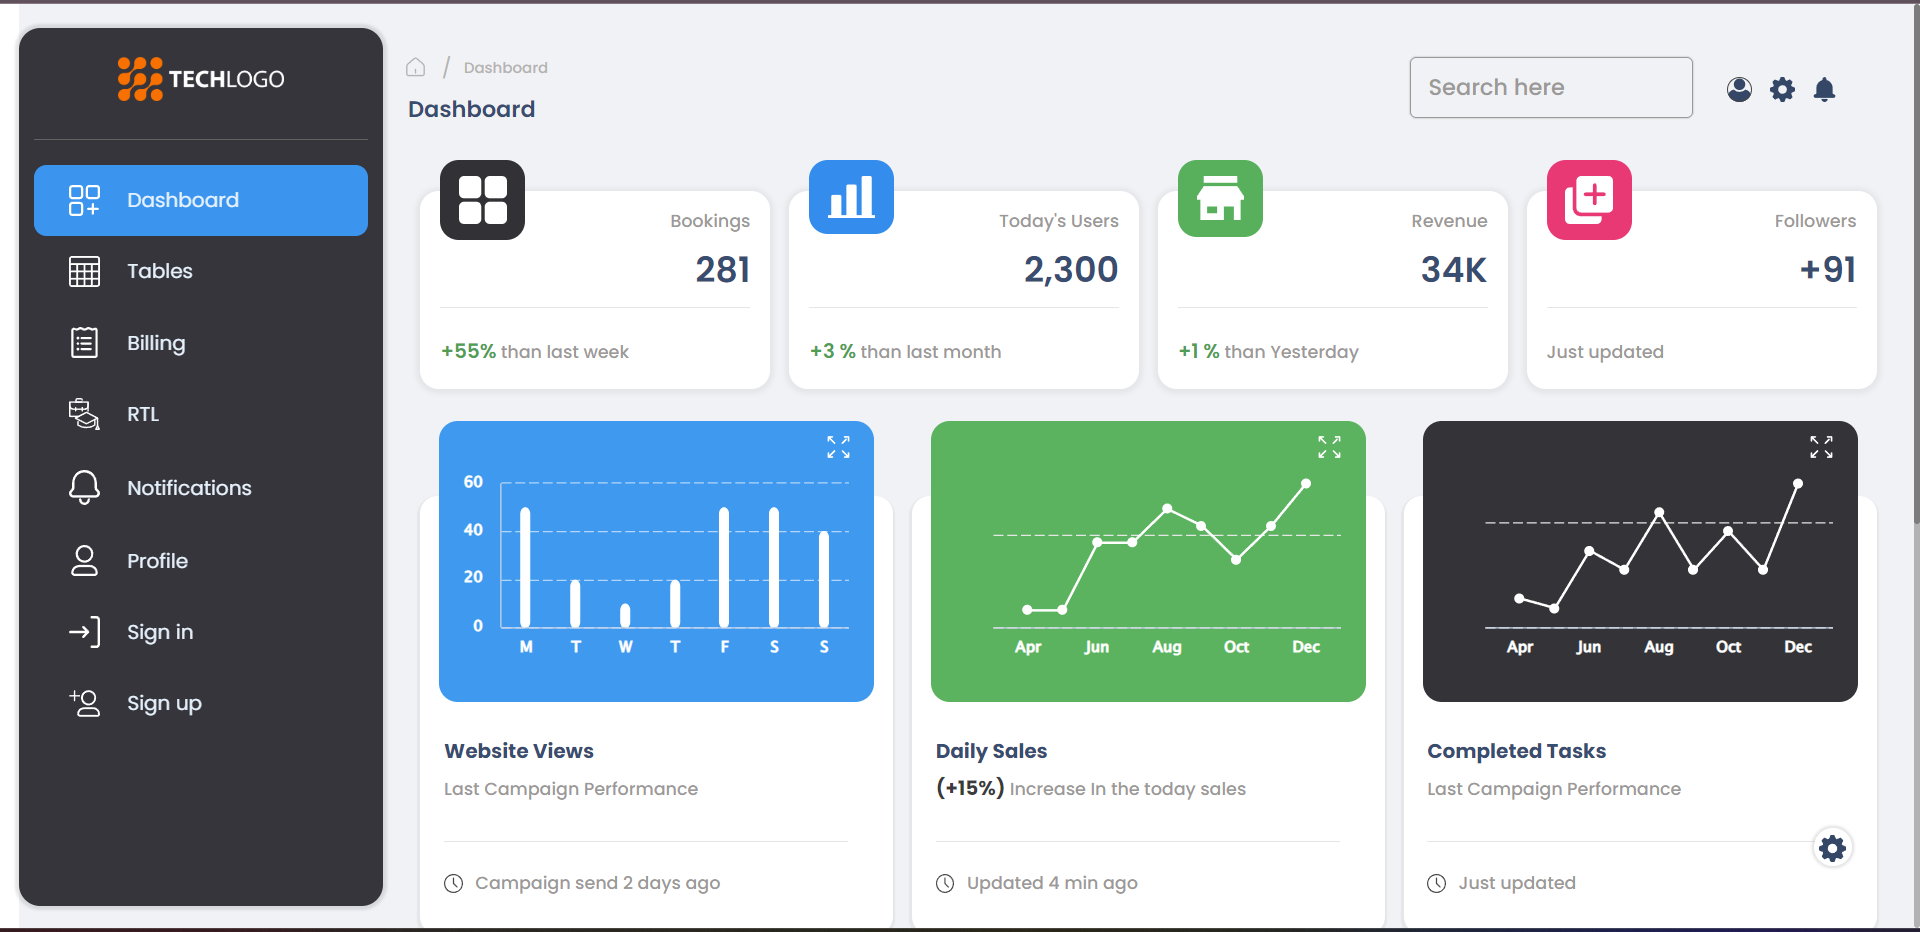 TECHLOGO
Dashboard
Tables
Billing
RTL
Notifications
Profile
Sign in
Sign up
/ Dashboard
Dashboard
Search here
Bookings
281
+55% than last week
Today's Users
2,300
+3 % than last month
Revenue
34K
+1 % than Yesterday
Followers
+91
Just updated
60
40
20
0
M T W T F S S
Website Views
Last Campaign Performance
Campaign send 2 days ago
Apr Jun Aug Oct Dec
Daily Sales
(+15%) Increase In the today sales
Updated 4 min ago
Apr Jun Aug Oct Dec
Completed Tasks
Last Campaign Performance
Just updated